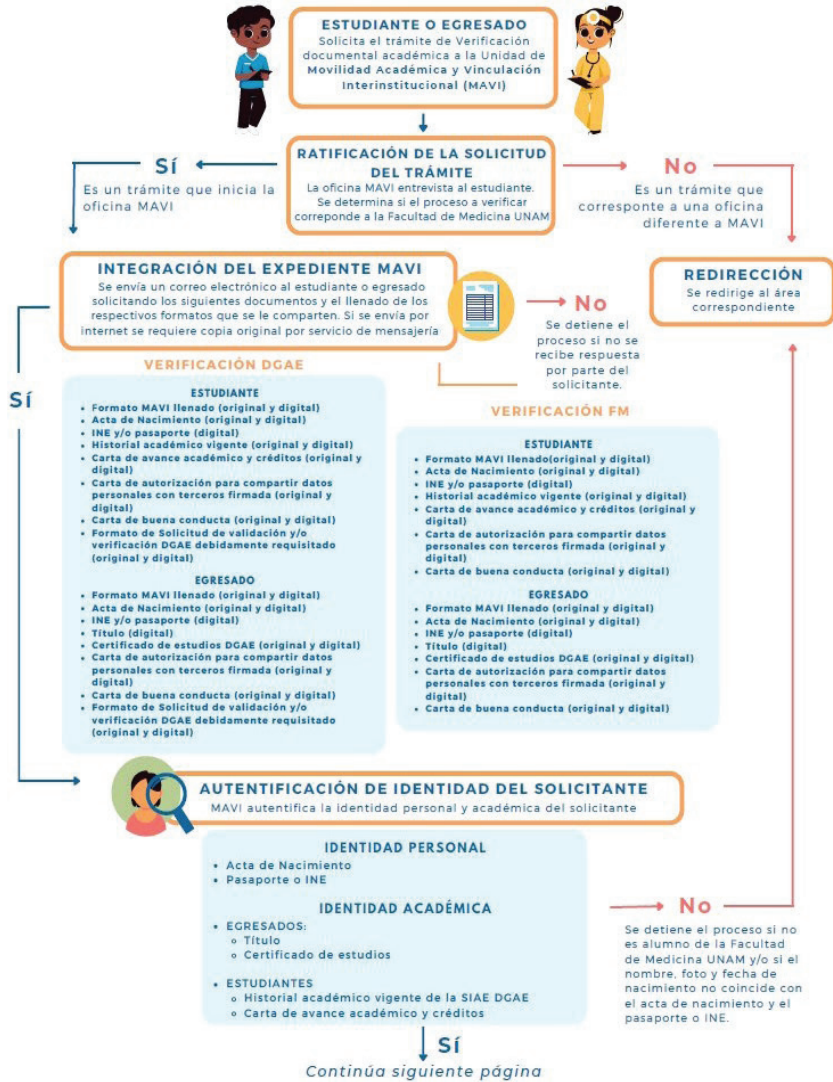 ESTUDIANTE O EGRESADO
Solicita el trámite de Verificación
documental académica a la Unidad de
Movilidad Académica y Vinculación
Interinstitucional (MAVI)
Sí
Es un trámite que inicia la
oficina MAVI
RATIFICACIÓN DE LA SOLICITUD
DEL TRÁMITE
La oficina MAVI entrevista al estudiante.
Se determina si el proceso a verificar
correponde a la Facultad de Medicina UNAM
No
Es un trámite que
corresponte a una oficina
diferente a MAVI
INTEGRACIÓN DEL EXPEDIENTE MAVI
Se envía un correo electrónico al estudiante o egresado
solicitando los siguientes documentos y el llenado de los
respectivos formatos que se le comparten. Si se envía por
internet se requiere copia original por servicio de mensajería
No
Se detiene el
proceso si no se
recibe respuesta
por parte del
solicitante.
REDIRECCIÓN
Se redirige al área
correspondiente
Sí
VERIFICACIÓN DGAE
ESTUDIANTE
• Formato MAVI llenado (original y digital)
• Acta de Nacimiento (original y digital)
• INE y/o pasaporte (digital)
• Historial académico vigente (original y digital)
• Carta de avance académico y créditos (original y
digital)
• Carta de autorización para compartir datos
personales con terceros firmada (original y
digital)
• Carta de buena conducta (original y digital)
• Formato de Solicitud de validación y/o
verificación DGAE debidamente requisitado
(original y digital)
EGRESADO
• Formato MAVI llenado (original y digital)
• Acta de Nacimiento (original y digital)
• INE y/o pasaporte (digital)
• Título (digital)
• Certificado de estudios DGAE (original y digital)
• Carta de autorización para compartir datos
personales con terceros firmada (original y
digital)
• Carta de buena conducta (original y digital)
• Formato de Solicitud de validación y/o
verificación DGAE debidamente requisitado
(original y digital)
VERIFICACIÓN FM
ESTUDIANTE
• Formato MAVI llenado(original y digital)
• Acta de Nacimiento (original y digital)
• INE y/o pasaporte (digital)
• Historial académico vigente (original y digital)
• Carta de avance académico y créditos (original y
digital)
• Carta de autorización para compartir datos
personales con terceros firmada (original y
digital)
• Carta de buena conducta (original y digital)
EGRESADO
• Formato MAVI llenado (original y digital)
• Acta de Nacimiento (original y digital)
• INE y/o pasaporte (digital)
• Título (digital)
• Certificado de estudios DGAE (original y digital)
• Carta de autorización para compartir datos
personales con terceros firmada (original y
digital)
• Carta de buena conducta (original y digital)
AUTENTIFICACIÓN DE IDENTIDAD DEL SOLICITANTE
MAVI autentifica la identidad personal y académica del solicitante
IDENTIDAD PERSONAL
• Acta de Nacimiento
• Pasaporte o INE
IDENTIDAD ACADÉMICA
• EGRESADOS:
○ Título
○ Certificado de estudios
• ESTUDIANTES
○ Historial académico vigente de la SIAE DGAE
○ Carta de avance académico y créditos
No
Se detiene el proceso si no
es alumno de la Facultad
de Medicina UNAM y/o si el
nombre, foto y fecha de
nacimiento no coincide con
el acta de nacimiento y el
pasaporte o INE.
Sí
Continúa siguiente página